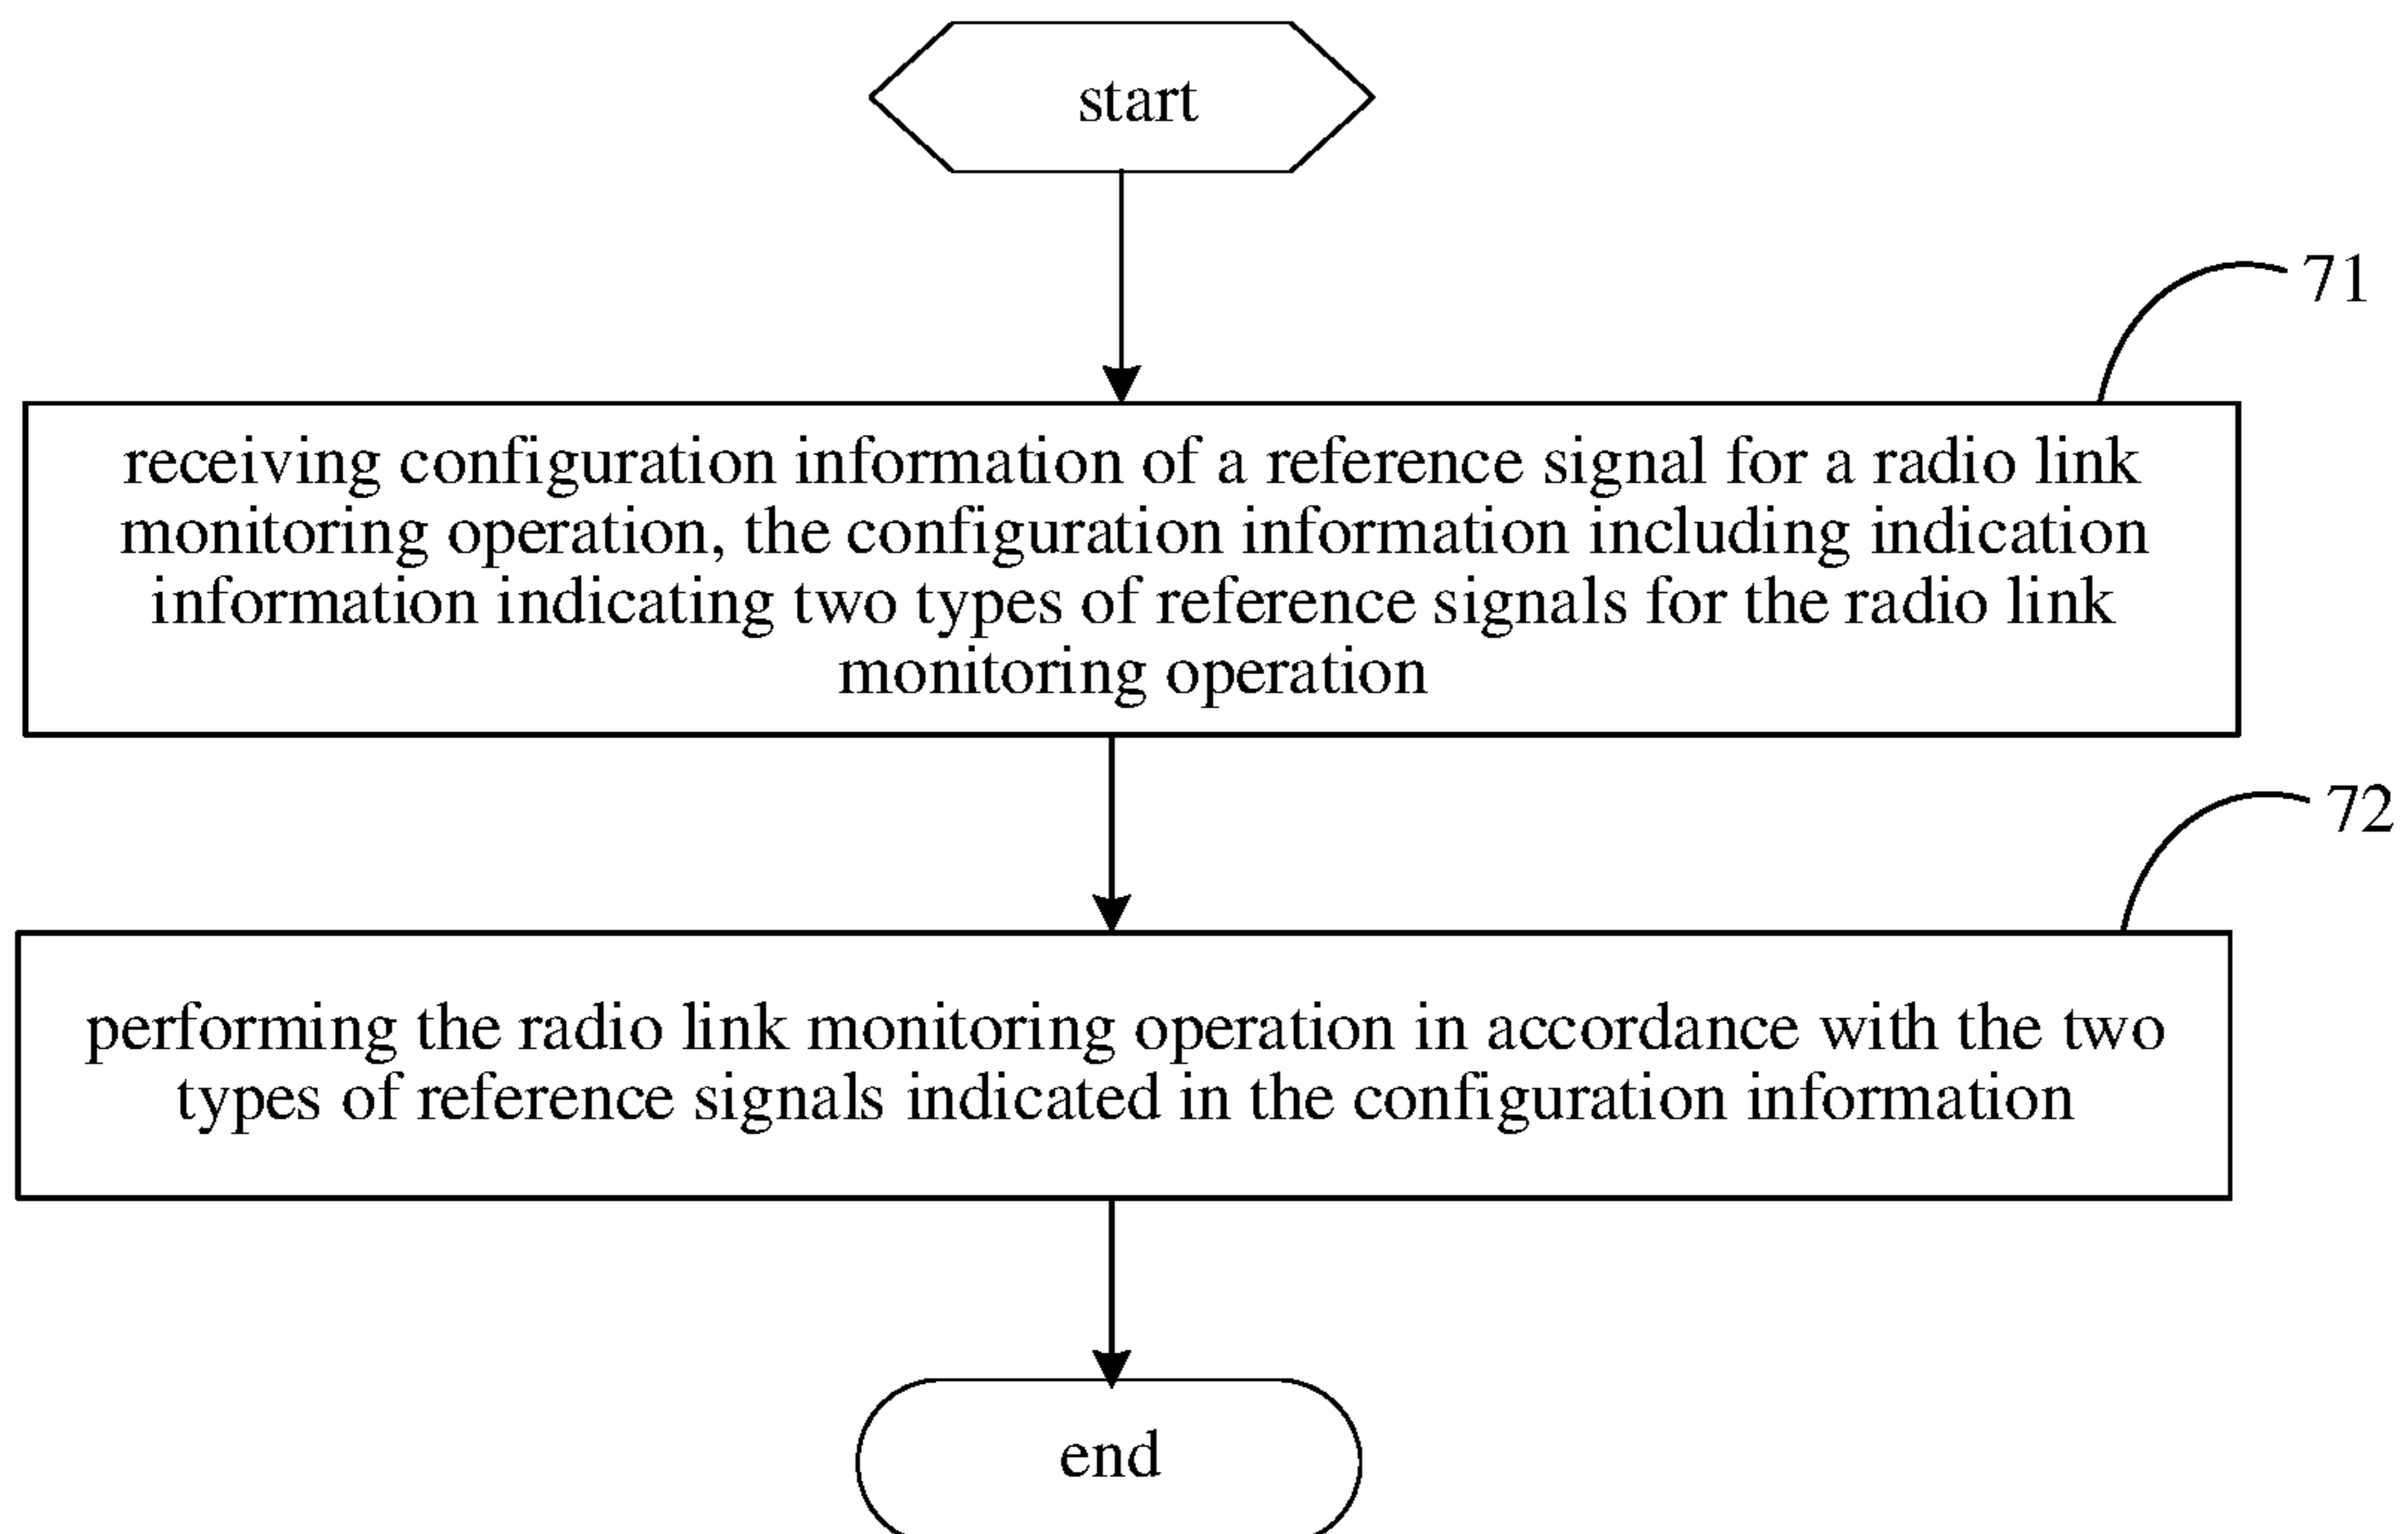 start
71
receiving configuration information of a reference signal for a radio link
monitoring operation, the configuration information including indication
information indicating two types of reference signals for the radio link
monitoring operation
72
performing the radio link monitoring operation in accordance with the two
types of reference signals indicated in the configuration information
end